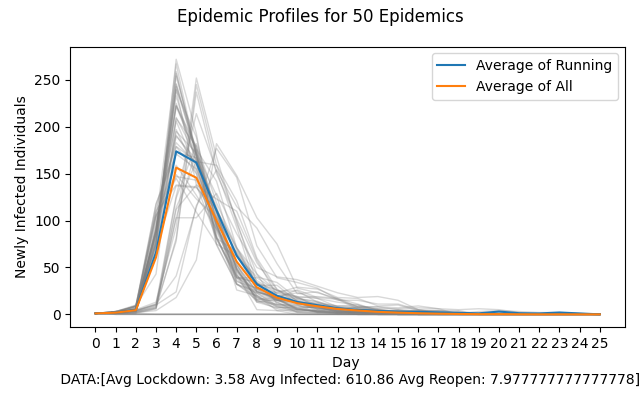 Epidemic Profiles for 50 Epidemics
Average of Running
Average of All
Newly Infected Individuals
250
200
150
100
50
0
0 1 2 3 4 5 6 7 8 9 10 11 12 13 14 15 16 17 18 19 20 21 22 23 24 25
Day
DATA:[Avg Lockdown: 3.58 Avg Infected: 610.86 Avg Reopen: 7.977777777777778]